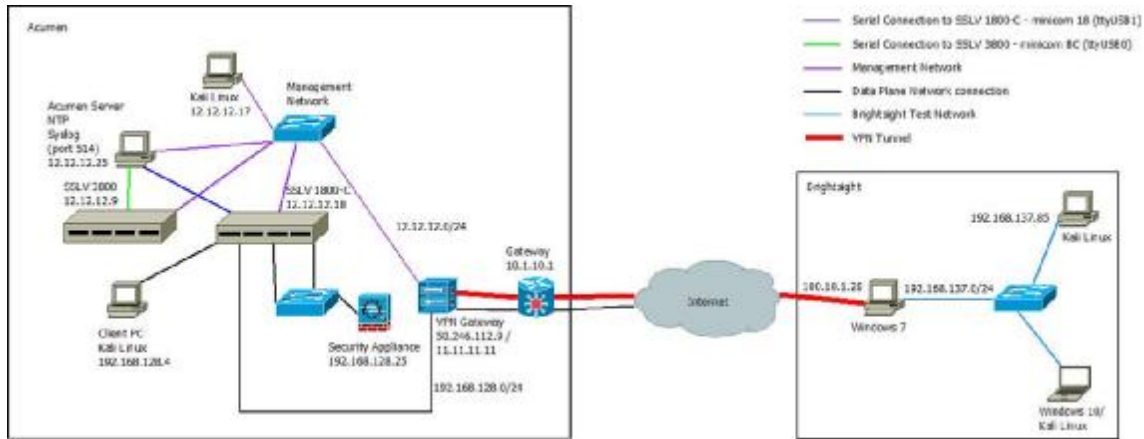 Acumen
Serial Connection to SSLV 1800-C - minicom 18 (ttyUSB1)
Serial Connection to SSLV 3800 - minicom BC (ttyUSB0)
Management Network
Data Plane Network connection
Brightsight Test Network
VPN Tunnel
Kali Linux
12.12.12.17
Management
Network
Acumen Server
NTP
Syslog
(port 514)
12.12.12.25
SSLV 3800
12.12.12.9
SSLV 1800-C
12.12.12.18
12.12.12.0/24
Gateway
10.1.10.1
Client PC
Kali Linux
192.168.128.4
Security Appliance
192.168.128.25
VPN Gateway
50.246.112.9 /
11.11.11.11
192.168.128.0/24
Internet
Brightsight
192.168.137.85
Kali Linux
192.168.137.0/24
Windows 7
Windows 10/
Kali Linux